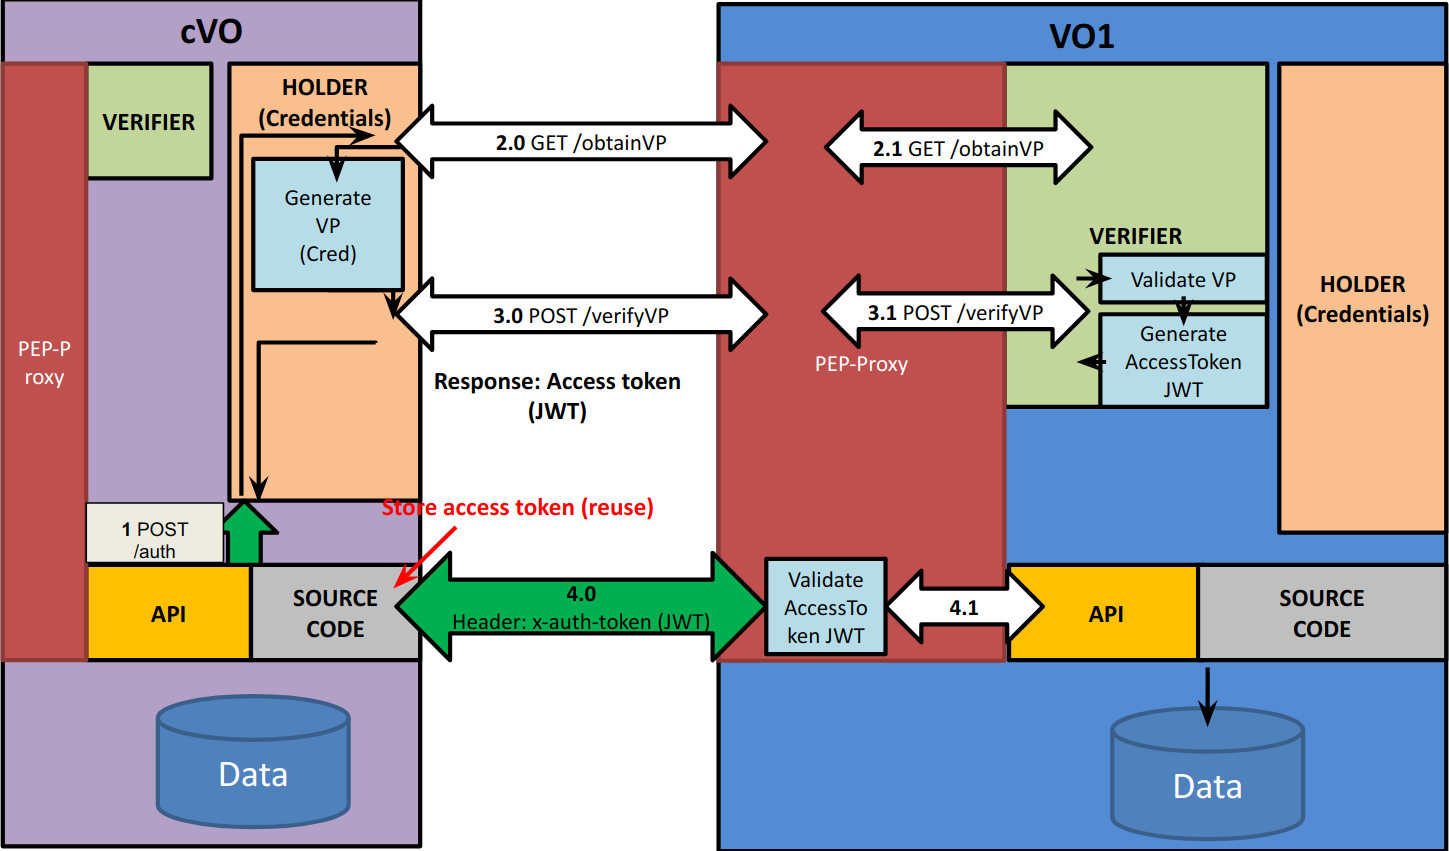 cVO
VO1
VERIFIER
HOLDER
(Credentials)
2.0 GET /obtainVP
2.1 GET /obtainVP
Generate
VP
(Cred)
VERIFIER
Validate VP
HOLDER
(Credentials)
3.0 POST /verifyVP
3.1 POST /verifyVP
Generate
AccessToken
JWT
PEP-P
roxy
PEP-Proxy
Response: Access token
(JWT)
Store access token (reuse)
1 POST
/auth
API
SOURCE
CODE
4.0
Header: x-auth-token (JWT)
Validate
AccessTo
ken JWT
4.1
API
SOURCE
CODE
Data
Data